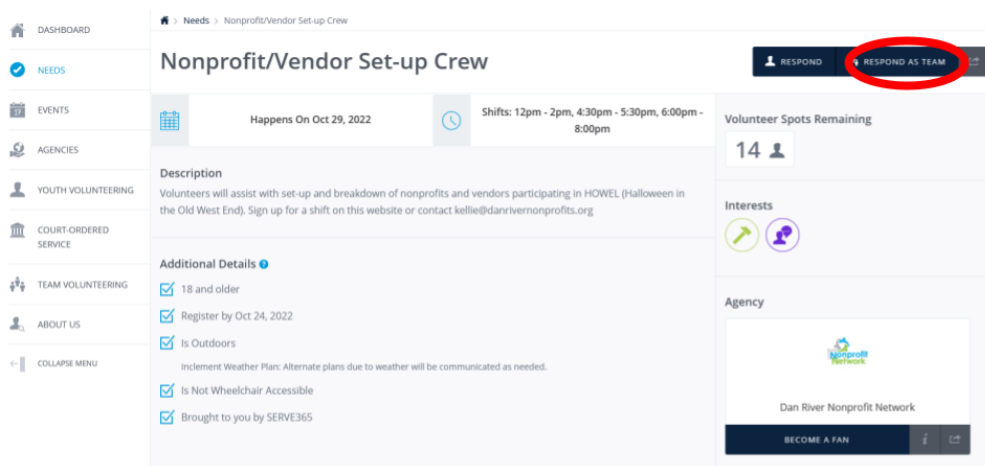 DASHBOARD
NEEDS
EVENTS
AGENCIES
YOUTH VOLUNTEERING
COURT-ORDERED
SERVICE
TEAM VOLUNTEERING
ABOUT US
COLLAPSE MENU
> Needs > Nonprofit/Vendor Set-up Crew
Nonprofit/Vendor Set-up Crew
RESPOND
RESPOND AS TEAM
Happens On Oct 29, 2022
Shifts: 12pm - 2pm, 4:30pm - 5:30pm, 6:00pm -
8:00pm
Description
Volunteers will assist with set-up and breakdown of nonprofits and vendors participating in HOWEL (Halloween in
the Old West End). Sign up for a shift on this website or contact kellie@danrivernonprofits.org
Additional Details ?
18 and older
Register by Oct 24, 2022
Is Outdoors
Inclement Weather Plan: Alternate plans due to weather will be communicated as needed.
Is Not Wheelchair Accessible
Brought to you by SERVE365
Volunteer Spots Remaining
14
Interests
Agency
Nonprofit
Network
Dan River Nonprofit Network
BECOME A FAN
i